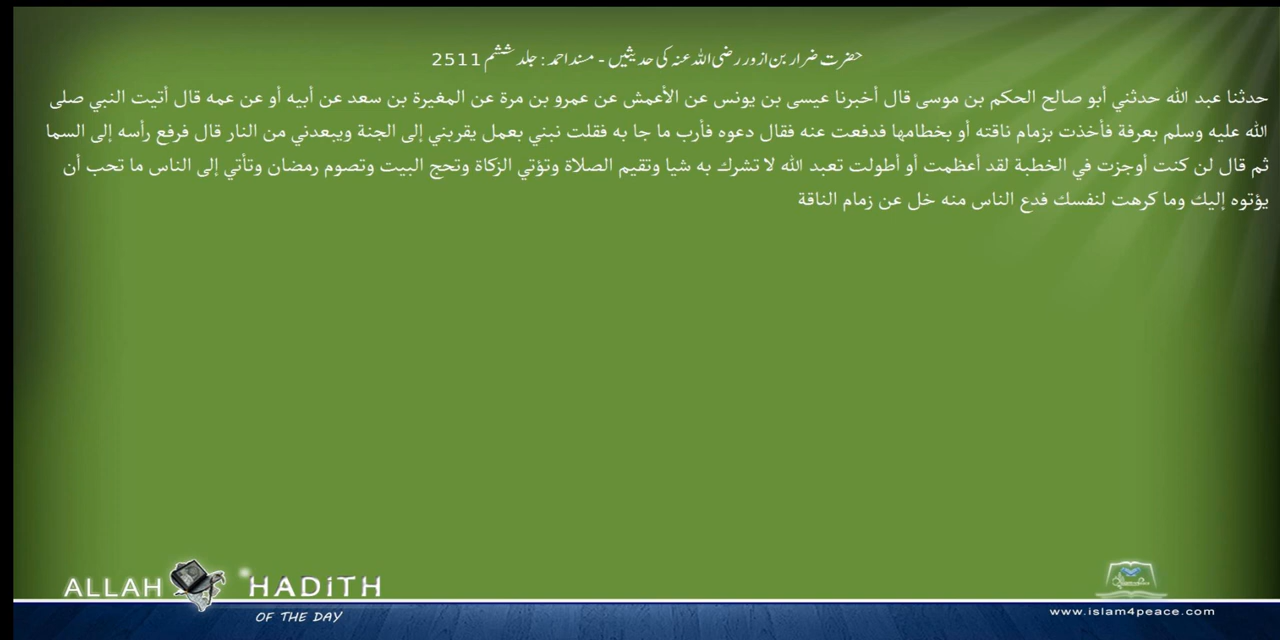 حضرت ضرار بن ازور رضی اللہ عنہ کی حدیثیں - مسند احمد : جلد ششم 2511
حدثنا عبد الله حدثني أبو صالح الحكم بن موسى قال أخبرنا عيسى بن يونس عن الأعمش عن عمرو بن مرة عن المغيرة بن سعد عن أبيه أو عن عمه قال أتيت النبي صلى
الله عليه وسلم بعرفة فأخذت بزمام ناقته أو بخطامها فدفعت عنه فقال دعوه فأرب ما جا به فقلت نبني بعمل يقربني إلى الجنة ويبعدني من النار قال فرفع رأسه إلى السما
ثم قال لن كنت أوجزت في الخطبة لقد أعظمت أو أطولت تعبد الله لا تشرك به شيا وتقيم الصلاة وتؤتي الزكاة وتحج البيت وتصوم رمضان وتأتي إلى الناس ما تحب أن
يؤتوه إليك وما كرهت لنفسك فدع الناس منه خل عن زمام الناقة
ALLAH HADITH
OF THE DAY
www.islam4peace.com